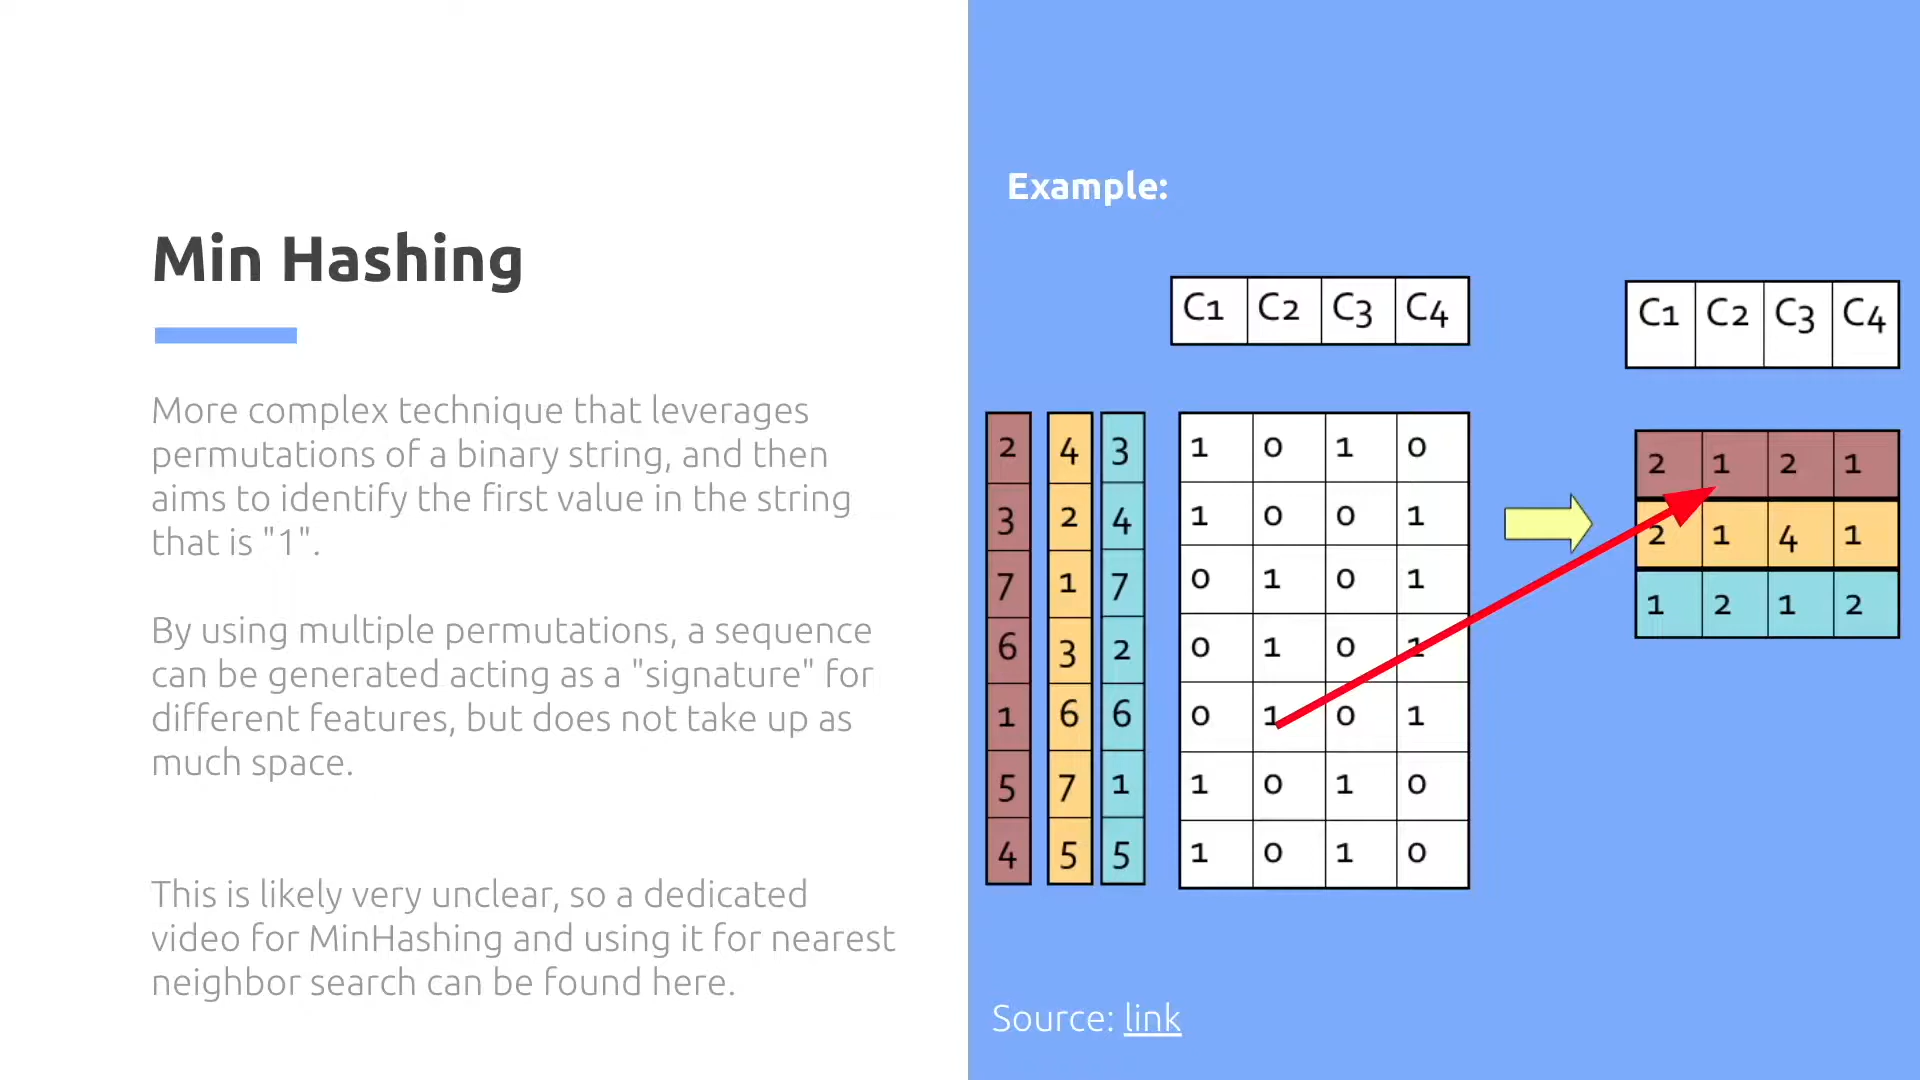 Min Hashing
More complex technique that leverages
permutations of a binary string, and then
aims to identify the first value in the string
that is "1".
By using multiple permutations, a sequence
can be generated acting as a "signature" for
different features, but does not take up as
much space.
This is likely very unclear, so a dedicated
video for MinHashing and using it for nearest
neighbor search can be found here.
Example:
C1 C2 C3 C4
2 4 3 1 0 1 0
3 2 4 1 0 0 1
7 1 7 0 1 0 1
6 3 2 0 1 0 1
1 6 6 0 1 0 1
5 7 1 1 0 1 0
4 5 5 1 0 1 0
C1 C2 C3 C4
2 1 2 1
2 1 4 1
1 2 1 2
Source: link